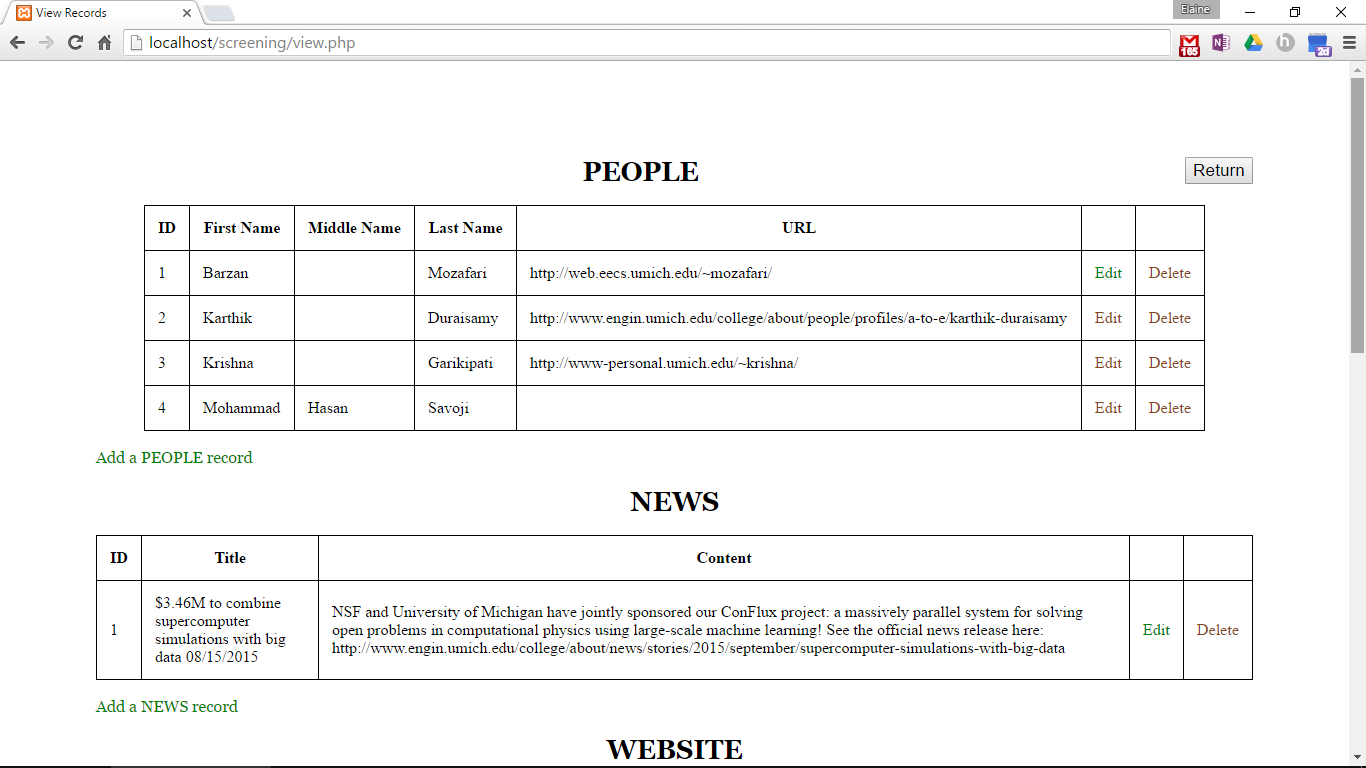 View Records
Elaine
localhost/screening/view.php
165
2d
PEOPLE
Return
ID First Name Middle Name Last Name URL
1 Barzan Mozafari http://web.eecs.umich.edu/~mozafari/ Edit Delete
2 Karthik Duraisamy http://www.engin.umich.edu/college/about/people/profiles/a-to-e/karthik-duraisamy Edit Delete
3 Krishna Garikipati http://www-personal.umich.edu/~krishna/ Edit Delete
4 Mohammad Hasan Savoji Edit Delete
Add a PEOPLE record
NEWS
ID Title Content
1
$3.46M to combine
supercomputer
simulations with big
data 08/15/2015
NSF and University of Michigan have jointly sponsored our ConFlux project: a massively parallel system for solving
open problems in computational physics using large-scale machine learning! See the official news release here:
http://www.engin.umich.edu/college/about/news/stories/2015/september/supercomputer-simulations-with-big-data
Edit Delete
Add a NEWS record
WEBSITE